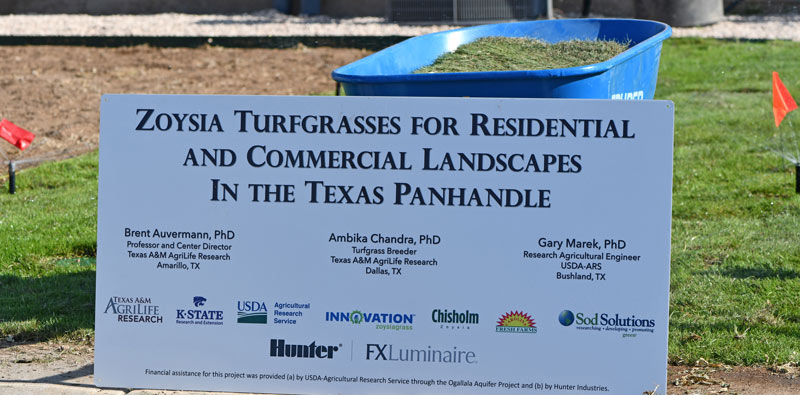 ZOYSIA TURFGRASSES FOR RESIDENTIAL
AND COMMERCIAL LANDSCAPES
IN THE TEXAS PANHANDLE
Brent Auvermann, PhD
Professor and Center Director
Texas A&M AgriLife Research
Amarillo, TX
Ambika Chandra, PhD
Turfgrass Breeder
Texas A&M AgriLife Research
Dallas, TX
Gary Marek, PhD
Research Agricultural Engineer
USDA-ARS
Bushland, TX
TEXAS A&M
AGRILIFE
RESEARCH
K-STATE
Research and Extension
USDA
Agricultural
Research
Service
INNOVATION
zoysiagrass
Chisholm
Zoysia
FRESH FARMS
Sod Solutions
researching • developing • promoting
greener
Hunter
FXLuminaire
Financial assistance for this project was provided (a) by USDA-Agricultural Research Service through the Ogallala Aquifer Project and (b) by Hunter Industries.